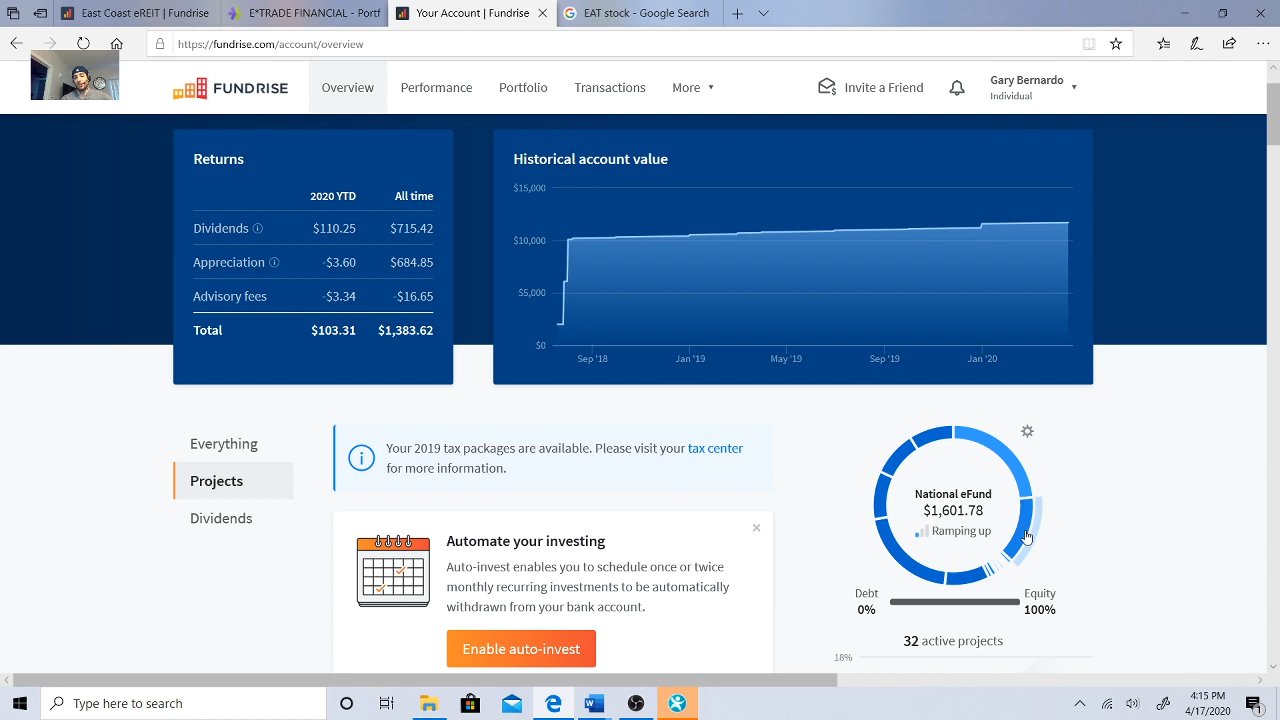 East Coast eREIT | Fundrise
E*TRADE FINANCIAL - Port
Your Account | Fundrise
EAT stock - Google Search
https://fundrise.com/account/overview
FUNDRISE
Overview
Performance
Portfolio
Transactions
More
Invite a Friend
Gary Bernardo
Individual
Returns
2020 YTD All time
Dividends $110.25 $715.42
Appreciation -$3.60 $684.85
Advisory fees -$3.34 -$16.65
Total $103.31 $1,383.62
Historical account value
$15,000
$10,000
$5,000
$0
Sep '18 Jan '19 May '19 Sep '19 Jan '20
Everything
Projects
Dividends
Your 2019 tax packages are available. Please visit your tax center
for more information.
Automate your investing
Auto-invest enables you to schedule once or twice
monthly recurring investments to be automatically
withdrawn from your bank account.
Enable auto-invest
National eFund
$1,601.78
Ramping up
Debt Equity
0% 100%
32 active projects
18%
Type here to search
4:15 PM
4/17/2020